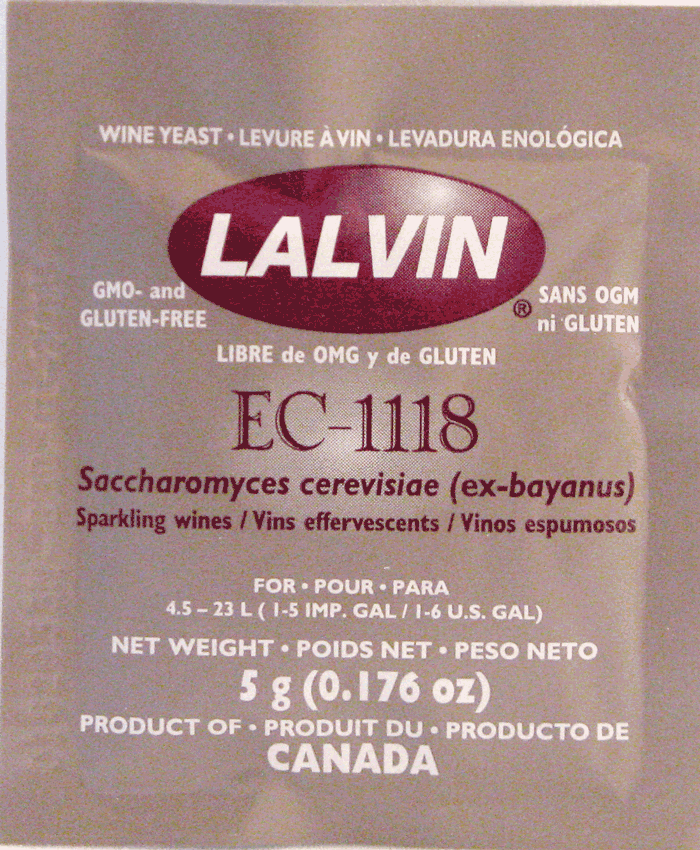 WINE YEAST • LEVURE À VIN • LEVADURA ENOLÓGICA
LALVIN®
GMO- and
GLUTEN-FREE
SANS OGM
ni GLUTEN
LIBRE de OMG y de GLUTEN
EC-1118
Saccharomyces cerevisiae (ex-bayanus)
Sparkling wines / Vins effervescents / Vinos espumosos
FOR • POUR • PARA
4.5 – 23 L ( 1-5 IMP. GAL / 1-6 U.S. GAL)
NET WEIGHT • POIDS NET • PESO NETO
5 g (0.176 oz)
PRODUCT OF • PRODUIT DU • PRODUCTO DE
CANADA